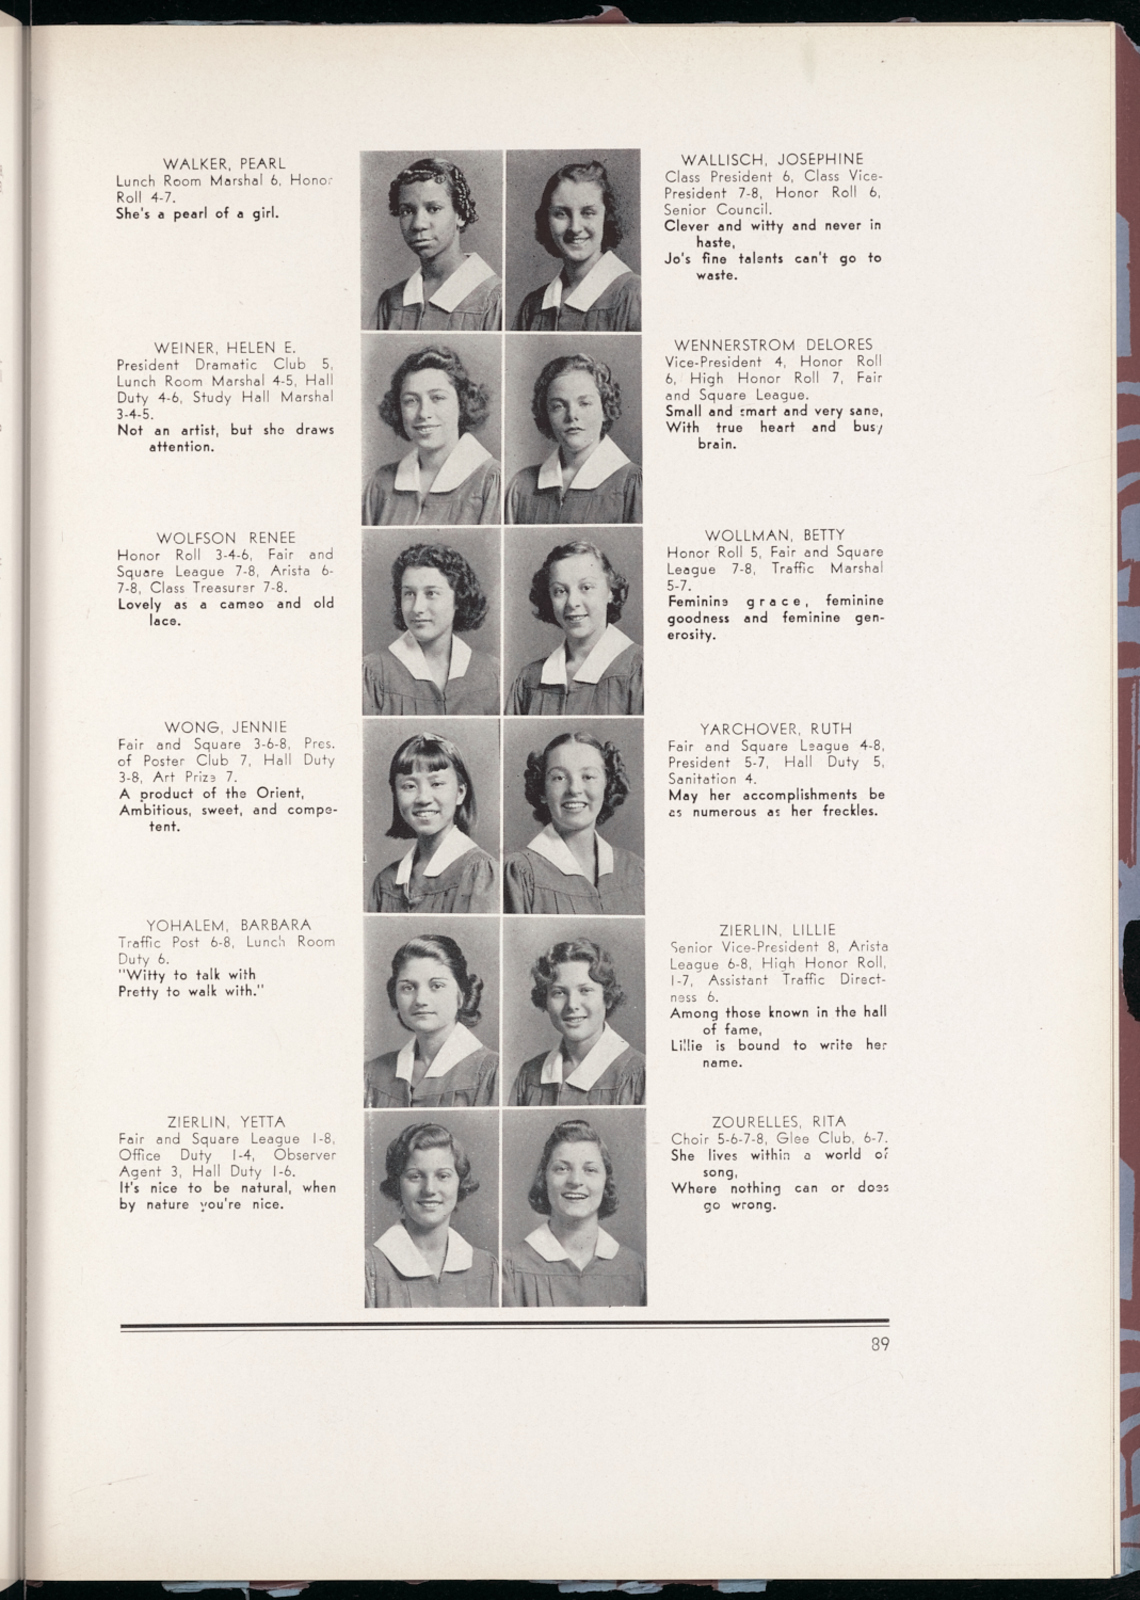 WALKER, PEARL
Lunch Room Marshal 6, Honor
Roll 4-7.
She's a pearl of a girl.
WALLISCH, JOSEPHINE
Class President 6, Class Vice-
President 7-8, Honor Roll 6,
Senior Council.
Clever and witty and never in
haste,
Jo's fine talents can't go to
waste.
WEINER, HELEN E.
President Dramatic Club 5,
Lunch Room Marshal 4-5, Hall
Duty 4-6, Study Hall Marshal
3-4-5.
Not an artist, but she draws
attention.
WENNERSTROM DELORES
Vice-President 4, Honor Roll
6, High Honor Roll 7, Fair
and Square League.
Small and smart and very sane,
With true heart and busy
brain.
WOLFSON RENEE
Honor Roll 3-4-6, Fair and
Square League 7-8, Arista 6-
7-8, Class Treasurer 7-8.
Lovely as a cameo and old
lace.
WOLLMAN, BETTY
Honor Roll 5, Fair and Square
League 7-8, Traffic Marshal
5-7.
Feminine grace, feminine
goodness and feminine gen-
erosity.
WONG, JENNIE
Fair and Square 3-6-8, Pres.
of Poster Club 7, Hall Duty
3-8, Art Prize 7.
A product of the Orient,
Ambitious, sweet, and compe-
tent.
YARCHOVER, RUTH
Fair and Square League 4-8,
President 5-7, Hall Duty 5,
Sanitation 4.
May her accomplishments be
as numerous as her freckles.
YOHALEM, BARBARA
Traffic Post 6-8, Lunch Room
Duty 6.
"Witty to talk with
Pretty to walk with."
ZIERLIN, LILLIE
Senior Vice-President 8, Arista
League 6-8, High Honor Roll,
1-7, Assistant Traffic Direct-
ness 6.
Among those known in the hall
of fame,
Lillie is bound to write her
name.
ZIERLIN, YETTA
Fair and Square League 1-8,
Office Duty 1-4, Observer
Agent 3, Hall Duty 1-6.
It's nice to be natural, when
by nature you're nice.
ZOURELLES, RITA
Choir 5-6-7-8, Glee Club, 6-7.
She lives within a world of
song,
Where nothing can or does
go wrong.
89